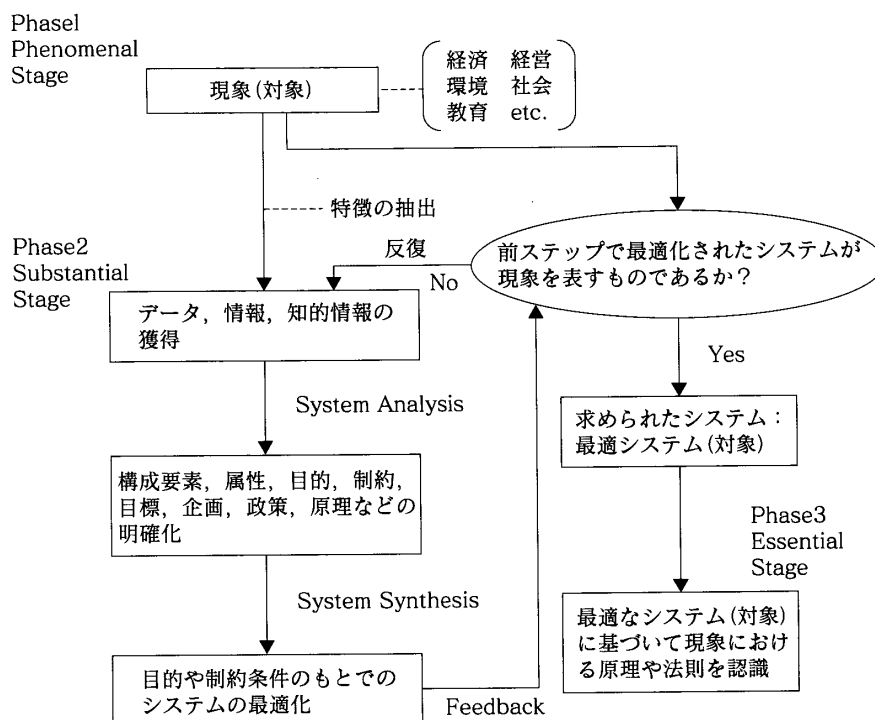 Phase1
Phenomenal
Stage
現象(対象)
経済 経営
環境 社会
教育 etc.
特徴の抽出
Phase2
Substantial
Stage
反復
No
前ステップで最適化されたシステムが
現象を表すものであるか?
データ,情報,知的情報の
獲得
Yes
System Analysis
求められたシステム:
最適システム(対象)
構成要素,属性,目的,制約,
目標,企画,政策,原理などの
明確化
Phase3
Essential
Stage
System Synthesis
最適なシステム(対象)
に基づいて現象におけ
る原理や法則を認識
目的や制約条件のもとでの
システムの最適化
Feedback